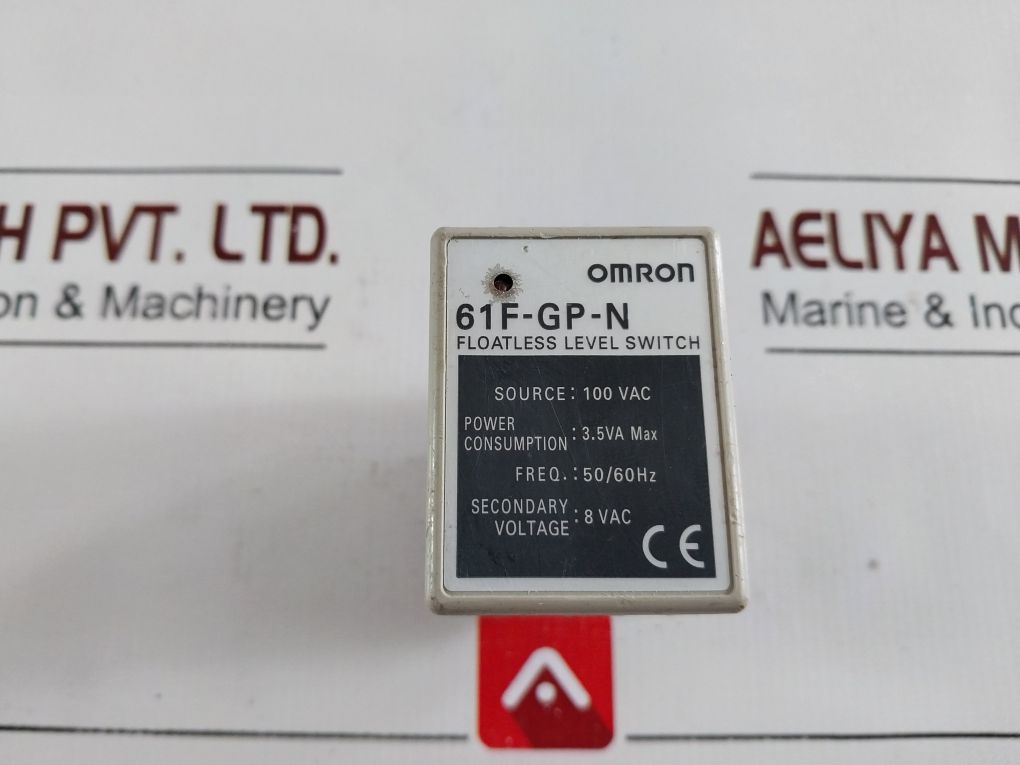 H PVT. LTD.
on & Machinery
AELIYA M
Marine & Ind
OMRON
61F-GP-N
FLOATLESS LEVEL SWITCH
SOURCE: 100 VAC
POWER
CONSUMPTION : 3.5VA Max
FREQ. : 50/60Hz
SECONDARY
VOLTAGE : 8 VAC
CE